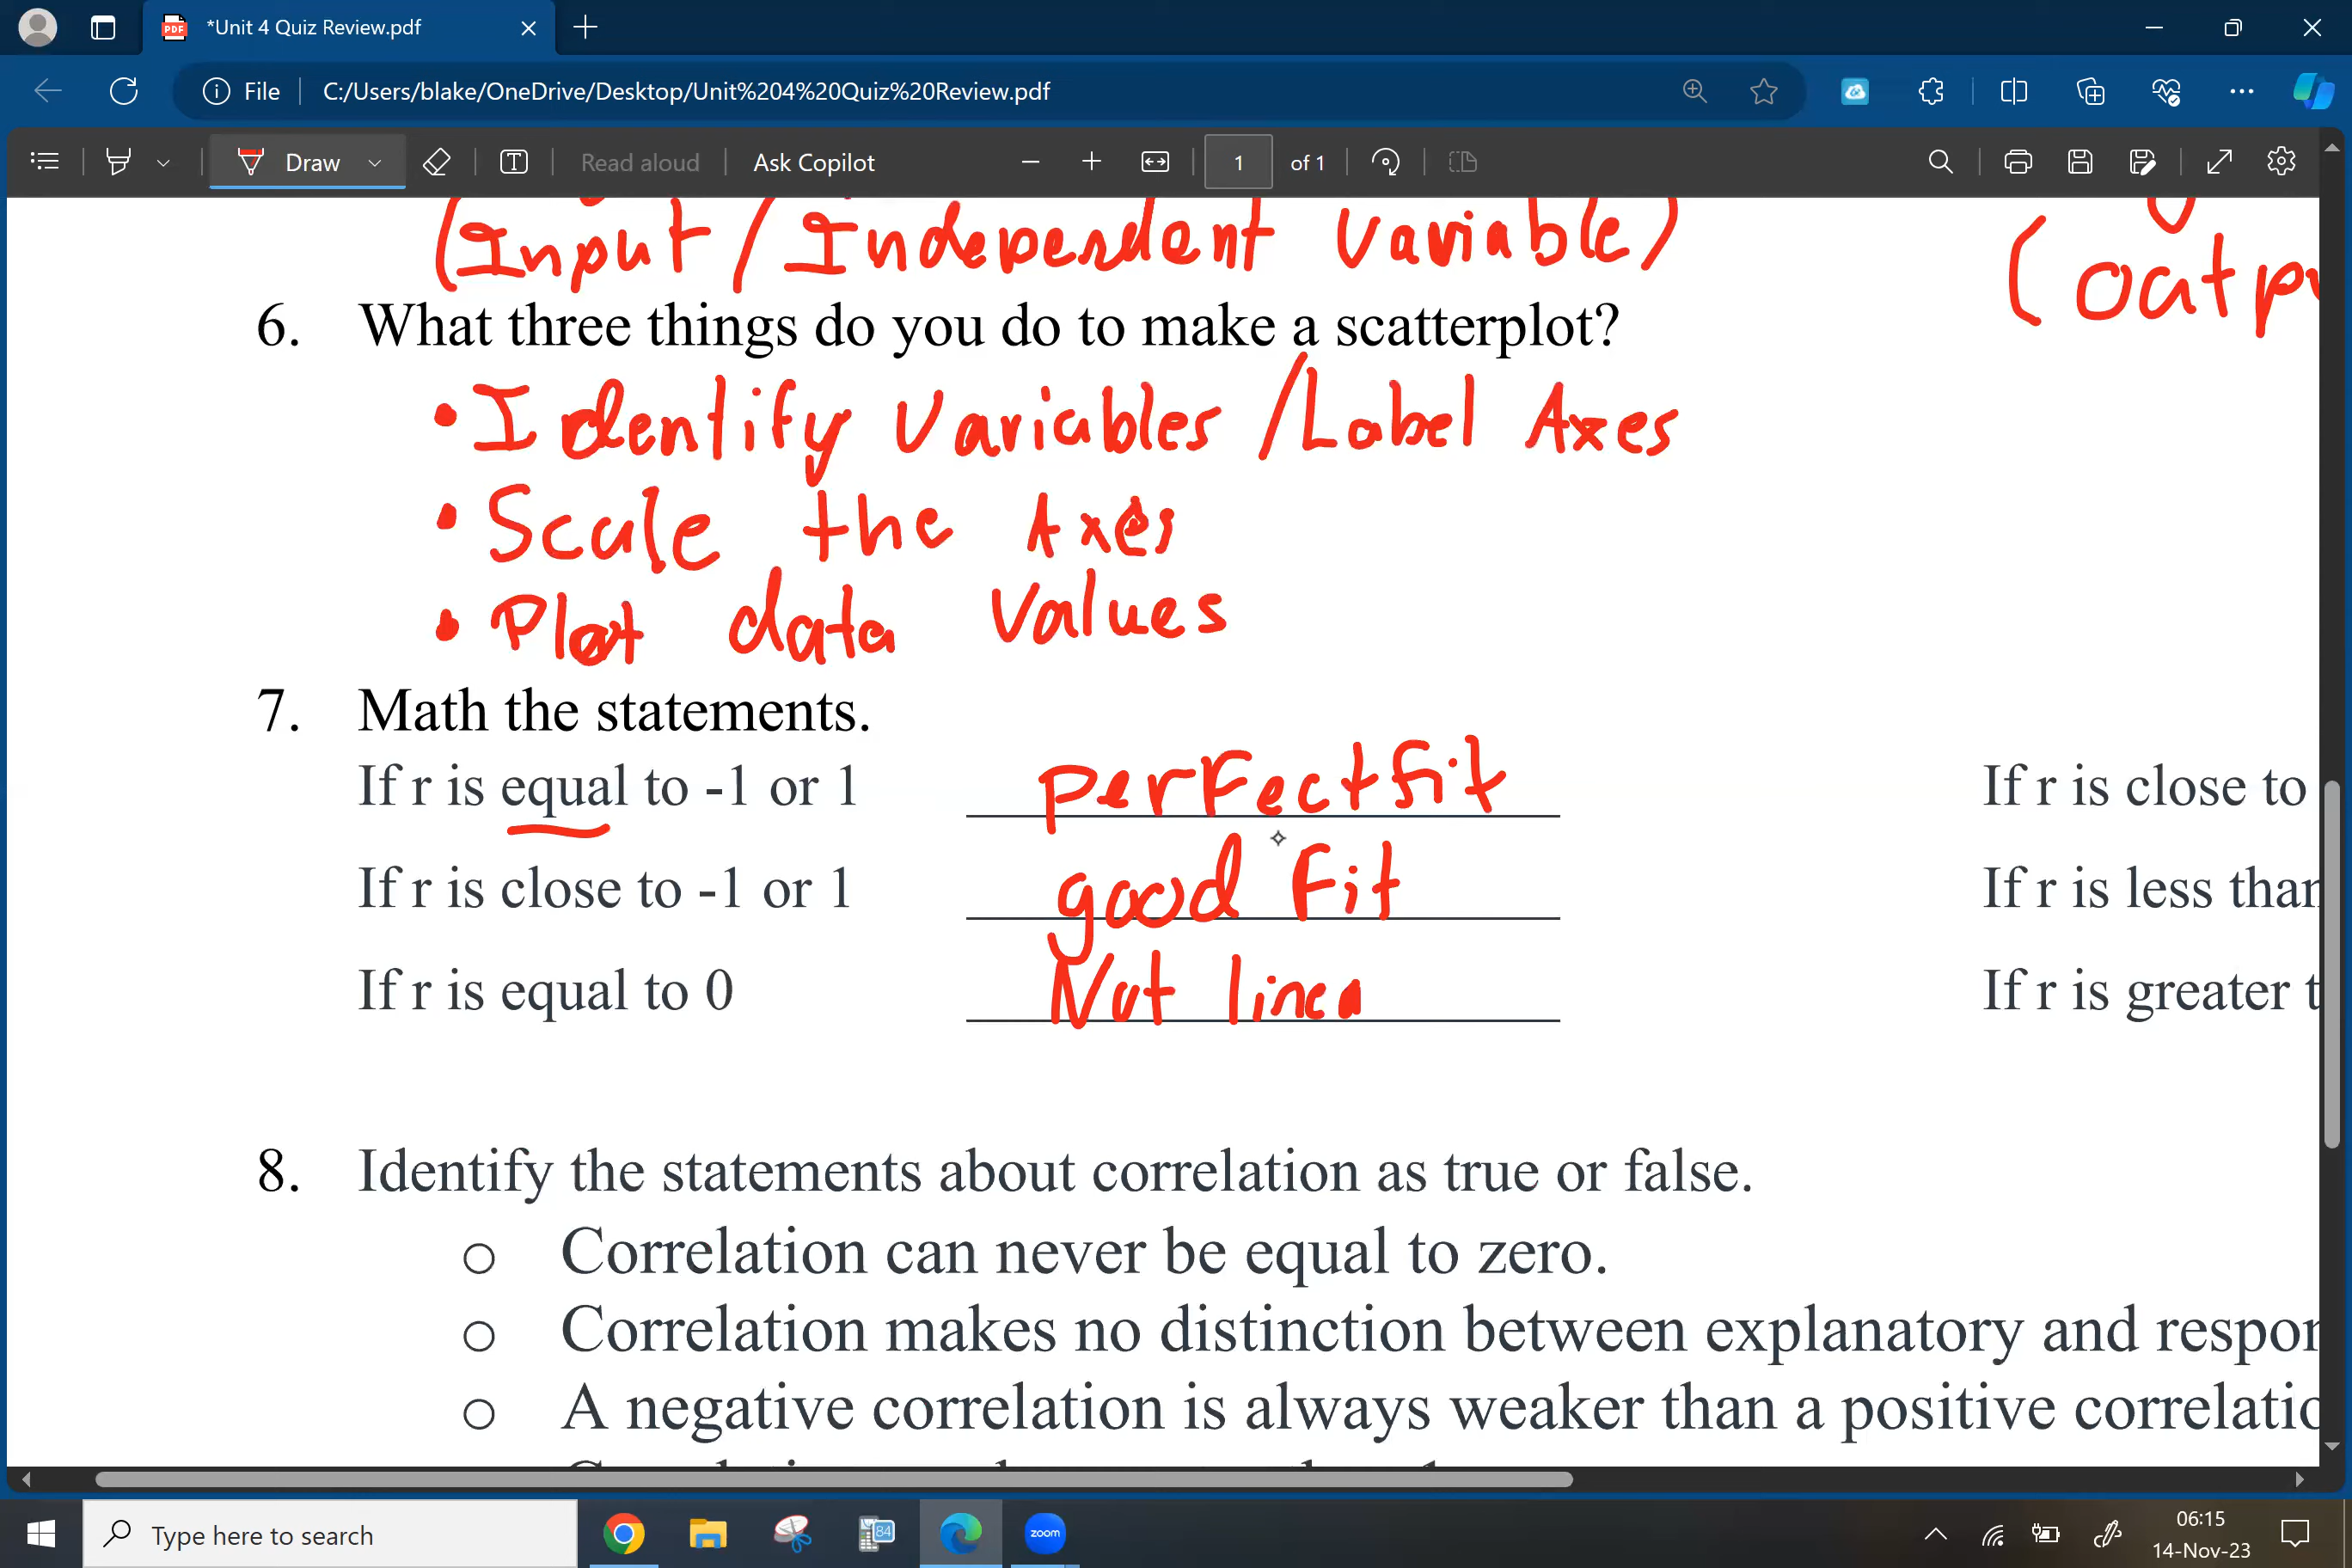 *Unit 4 Quiz Review.pdf
File C:/Users/blake/OneDrive/Desktop/Unit%204%20Quiz%20Review.pdf
Draw Read aloud Ask Copilot 1 of 1
(Input / Independent Variable)
(outpu
6. What three things do you do to make a scatterplot?
• Identify Variables / Label Axes
• Scale the Axes
• Plot data Values
7. Math the statements.
If r is equal to -1 or 1 perfect fit If r is close to
If r is close to -1 or 1 good fit If r is less than
If r is equal to 0 Not linea If r is greater t
8. Identify the statements about correlation as true or false.
o Correlation can never be equal to zero.
o Correlation makes no distinction between explanatory and respon
o A negative correlation is always weaker than a positive correlatio
Type here to search
84
zoom
06:15
14-Nov-23